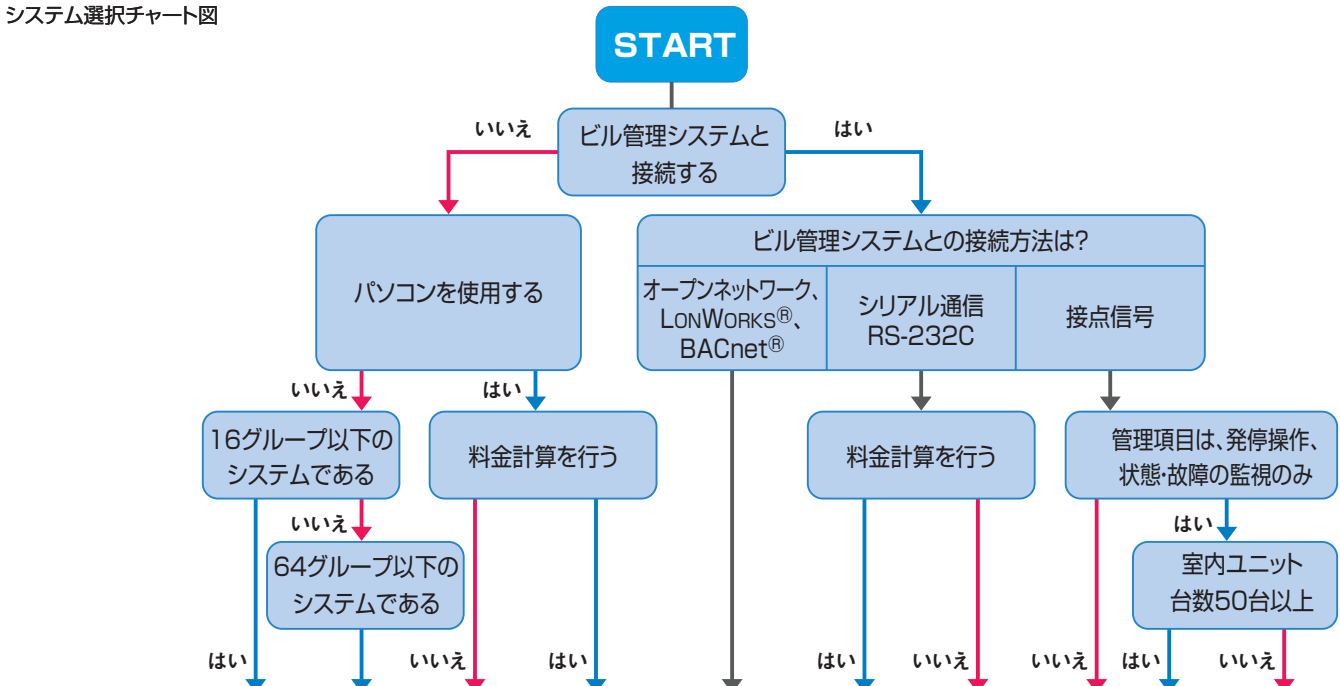 システム選択チャート図
START
いいえ
はい
ビル管理システムと
接続する
パソコンを使用する
ビル管理システムとの接続方法は?
オープンネットワーク、
LONWORKS®、
BACnet®
シリアル通信
RS-232C
接点信号
いいえ
はい
16グループ以下の
システムである
料金計算を行う
料金計算を行う
管理項目は、発停操作、
状態・故障の監視のみ
いいえ
はい
64グループ以下の
システムである
室内ユニット
台数50台以上
はい
いいえ
はい
はい
いいえ
いいえ
はい
いいえ